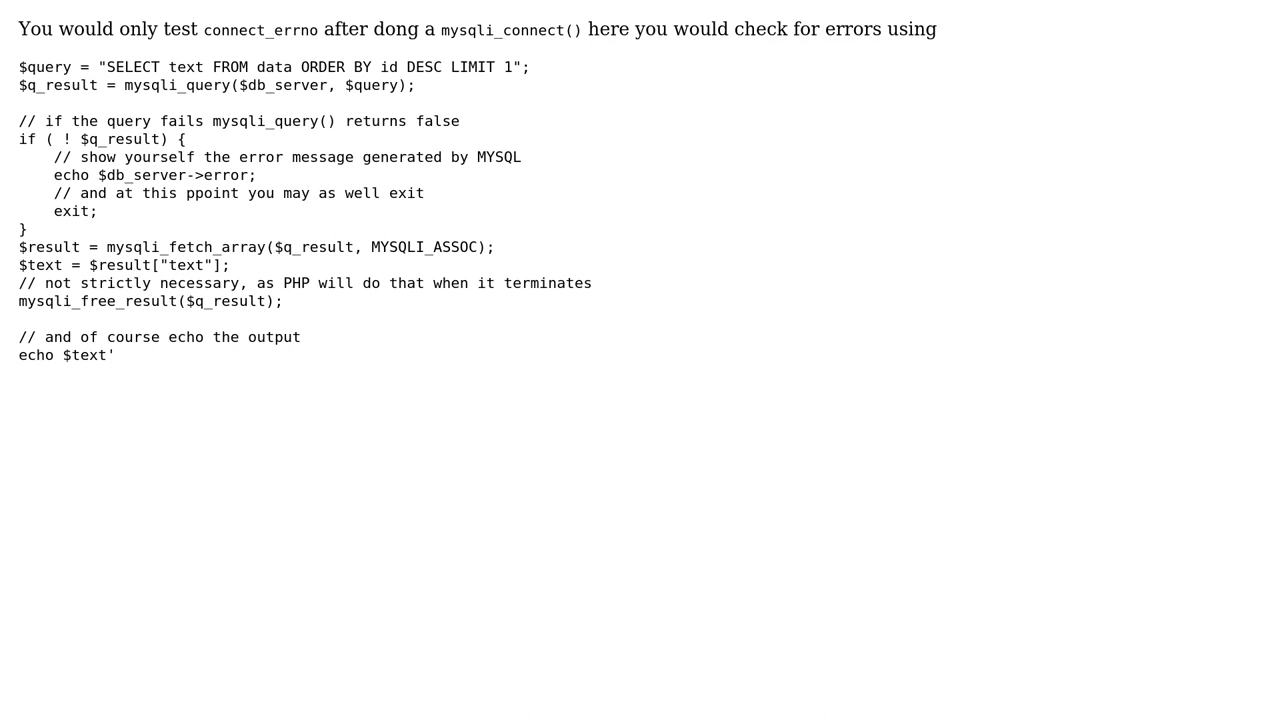 You would only test connect_errno after dong a mysqli_connect() here you would check for errors using
$query = "SELECT text FROM data ORDER BY id DESC LIMIT 1";
$q_result = mysqli_query($db_server, $query);

// if the query fails mysqli_query() returns false
if ( ! $q_result) {
    // show yourself the error message generated by MYSQL
    echo $db_server->error;
    // and at this ppoint you may as well exit
    exit;
}
$result = mysqli_fetch_array($q_result, MYSQLI_ASSOC);
$text = $result["text"];
// not strictly necessary, as PHP will do that when it terminates
mysqli_free_result($q_result);

// and of course echo the output
echo $text'